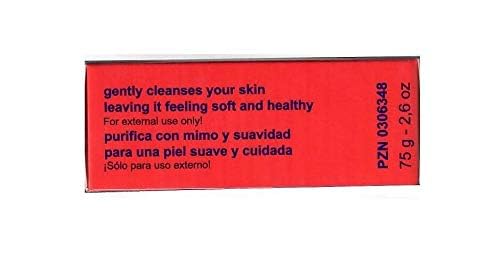 gently cleanses your skin
leaving it feeling soft and healthy
For external use only!
purifica con mimo y suavidad
para una piel suave y cuidada
¡Sólo para uso externo!
PZN 0306348
75 g - 2,6 oz